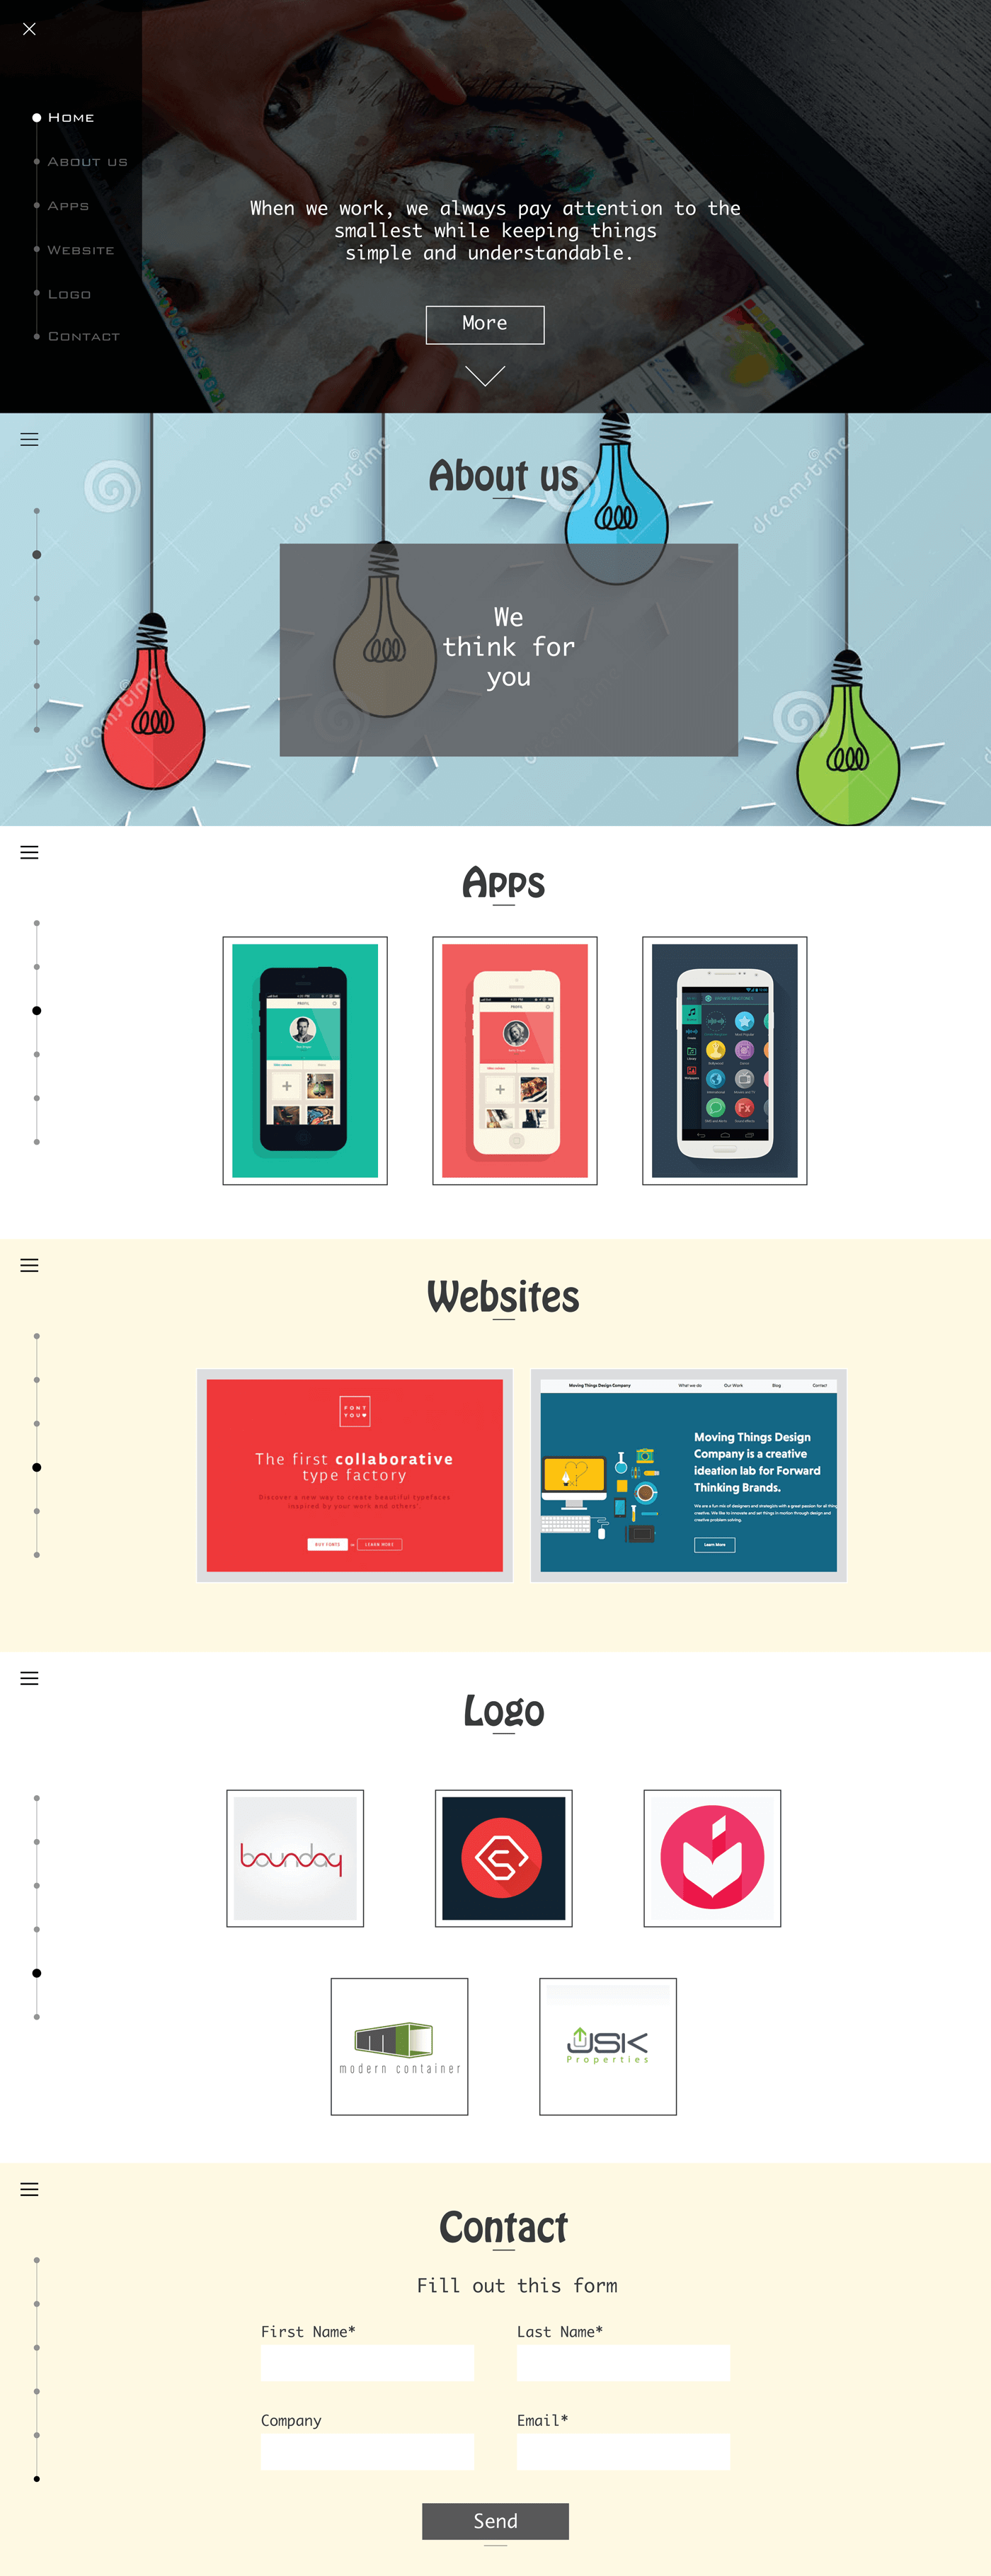 Home
About us
Apps
Website
Logo
Contact
When we work, we always pay attention to the
smallest while keeping things
simple and understandable.
More
About us
dreamstime
dreamstime
dreamstime
We
think for
you
Apps
PROFIL
PROFIL
Fx
Websites
FONT
YOU
The first collaborative
type factory
Discover a new way to create beautiful typefaces
inspired by your work and others'
BUY FONTS
or
LEARN MORE
Moving Things Design Company
What we do
Our Work
Blog
Contact
Moving Things Design
Company is a creative
ideation lab for Forward
Thinking Brands.
We are a fun mix of designers and strategists with a great passion for all thing
creative. We like to innovate and set things in motion through design and
creative problem solving.
Learn More
Logo
bounday
modern container
JSK
Properties
Contact
Fill out this form
First Name*
Last Name*
Company
Email*
Send